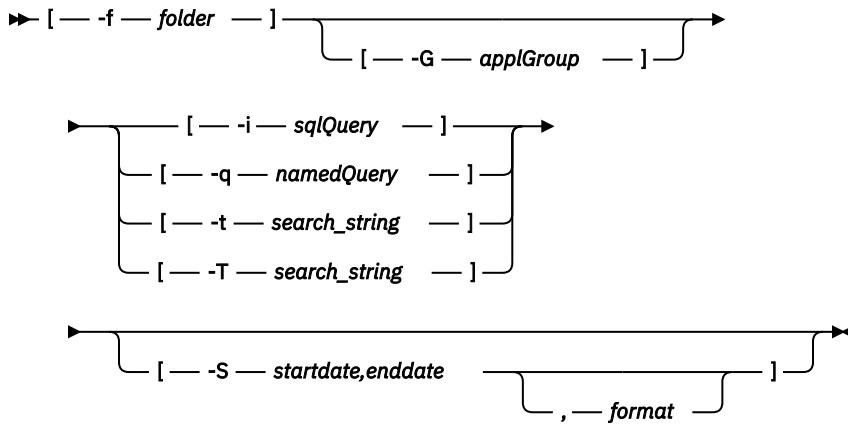 [ -f folder ]
[ -G applGroup ]
[ -i sqlQuery ]
[ -q namedQuery ]
[ -t search_string ]
[ -T search_string ]
[ -S startdate,enddate ]
, format